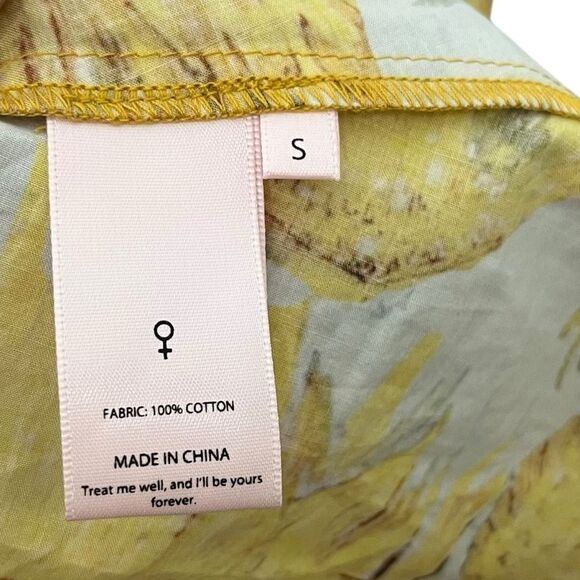 S
♀
FABRIC: 100% COTTON
MADE IN CHINA
Treat me well, and I'll be yours
forever.